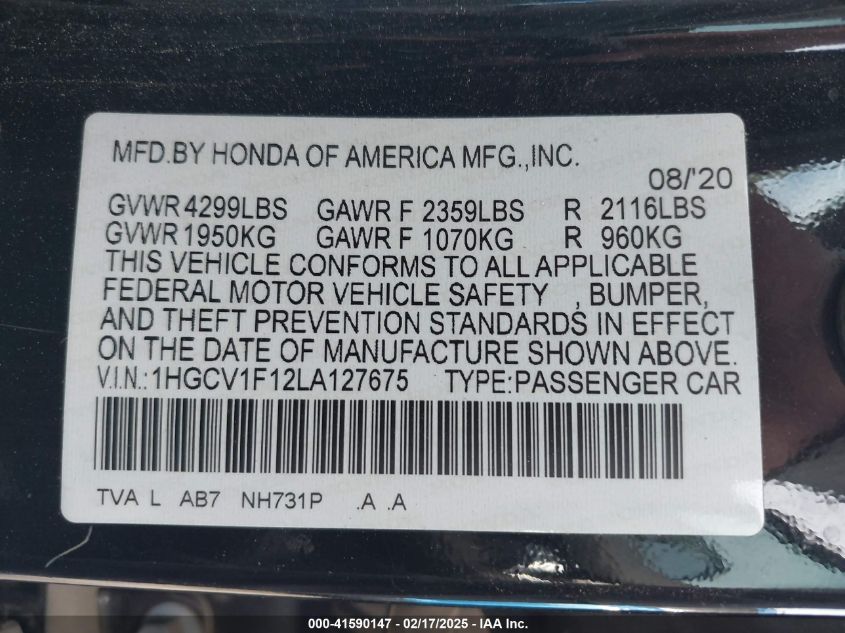 MFD.BY HONDA OF AMERICA MFG.,INC.
08/'20
GVWR 4299LBS GAWR F 2359LBS R 2116LBS
GVWR 1950KG GAWR F 1070KG R 960KG
THIS VEHICLE CONFORMS TO ALL APPLICABLE
FEDERAL MOTOR VEHICLE SAFETY , BUMPER,
AND THEFT PREVENTION STANDARDS IN EFFECT
ON THE DATE OF MANUFACTURE SHOWN ABOVE.
V.I.N.:1HGCV1F12LA127675 TYPE:PASSENGER CAR
TVA L AB7 NH731P .A .A
000-41590147 - 02/17/2025 - IAA Inc.